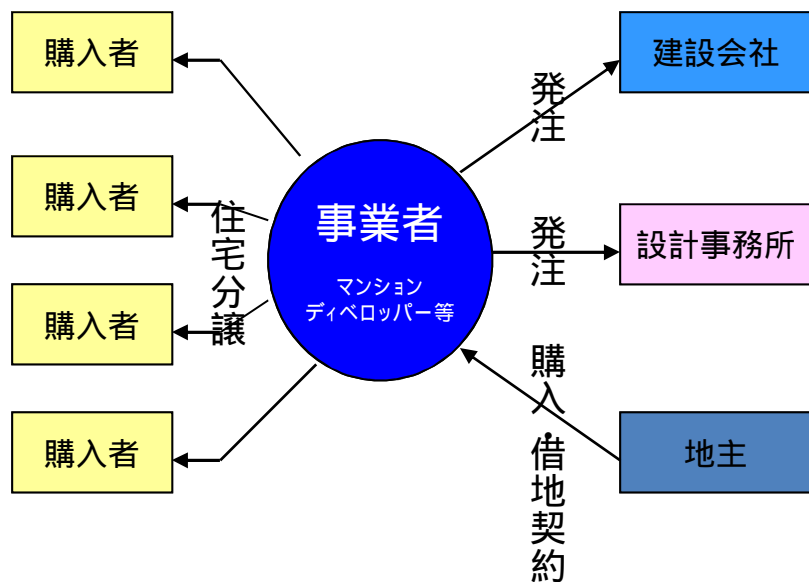 購入者
購入者
購入者
購入者
住宅分譲
事業者
マンション
ディベロッパー等
発注
発注
購入・借地契約
建設会社
設計事務所
地主